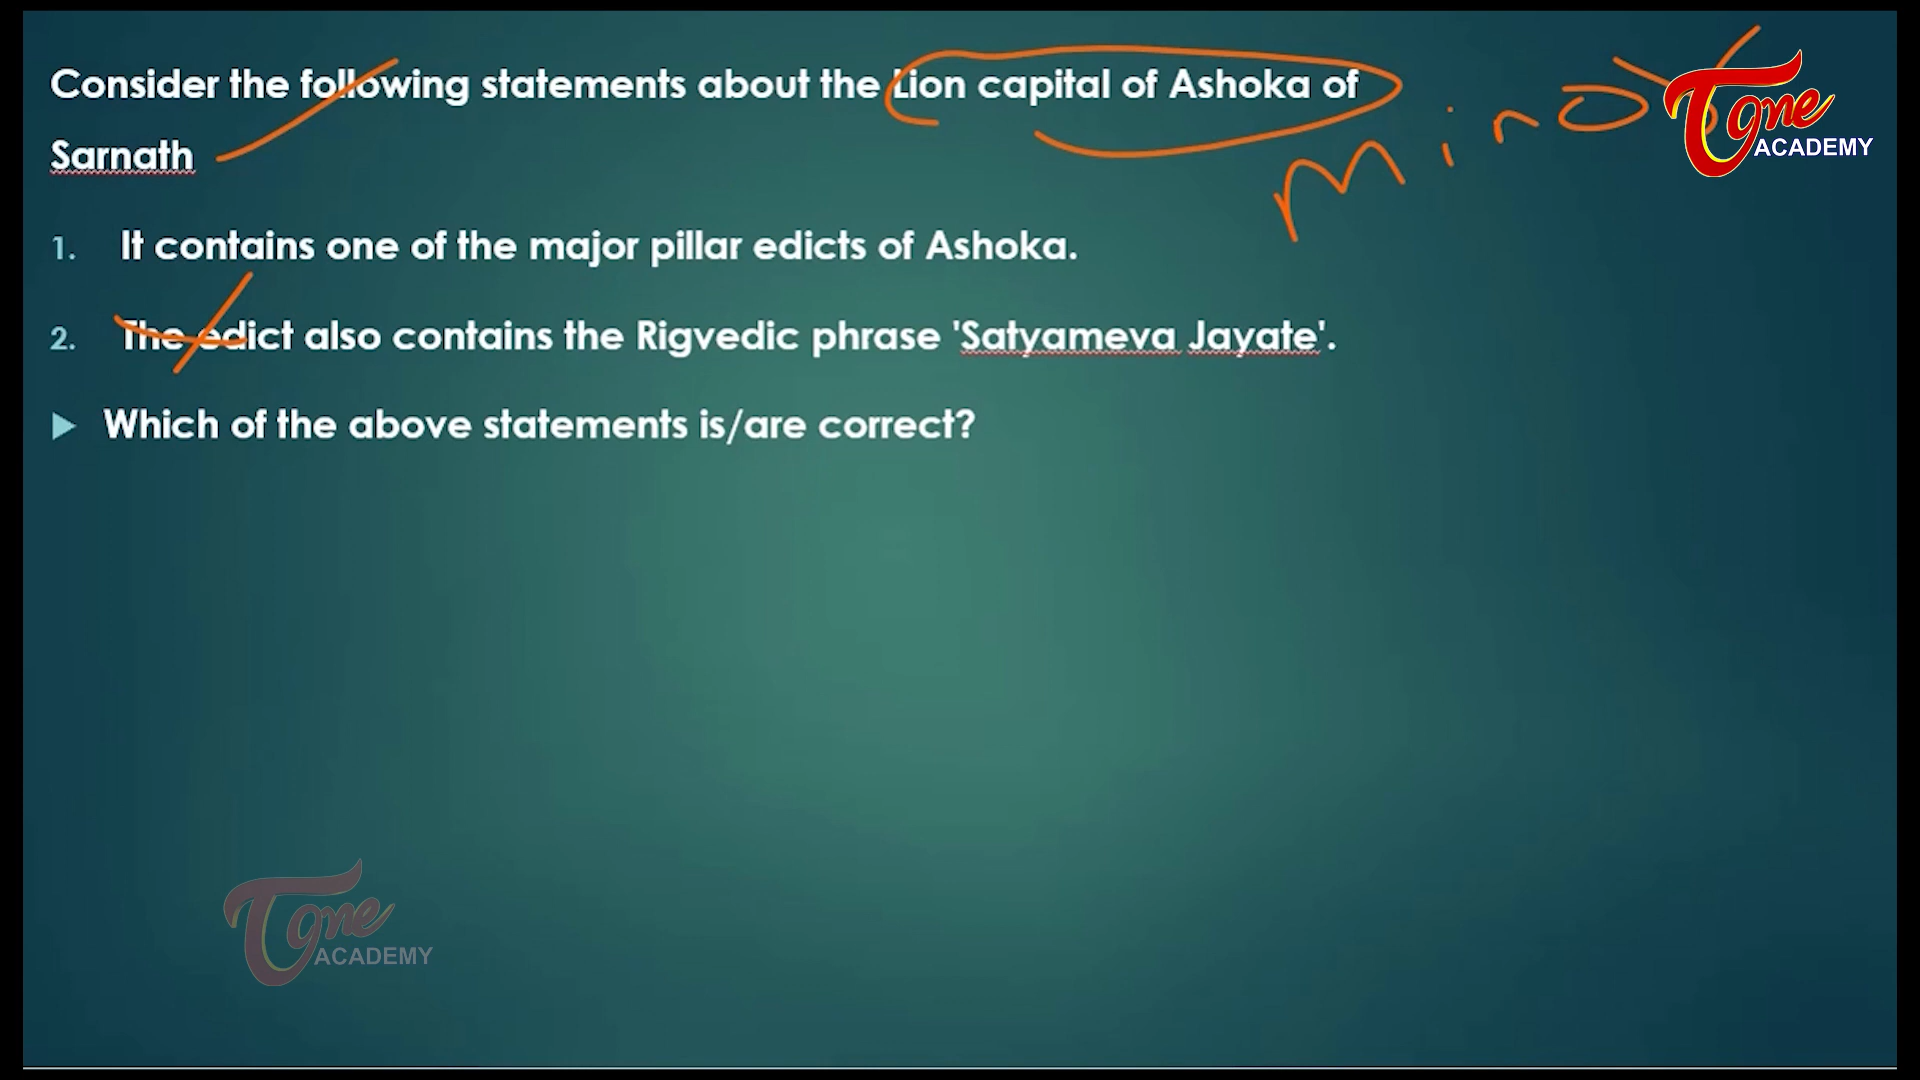 Consider the following statements about the Lion capital of Ashoka of
Sarnath
Minor
Tone
ACADEMY
1. It contains one of the major pillar edicts of Ashoka.
2. The edict also contains the Rigvedic phrase 'Satyameva Jayate'.
Which of the above statements is/are correct?
Tone
ACADEMY